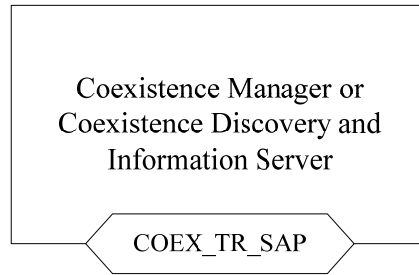 Coexistence Manager or
Coexistence Discovery and
Information Server
COEX_TR_SAP